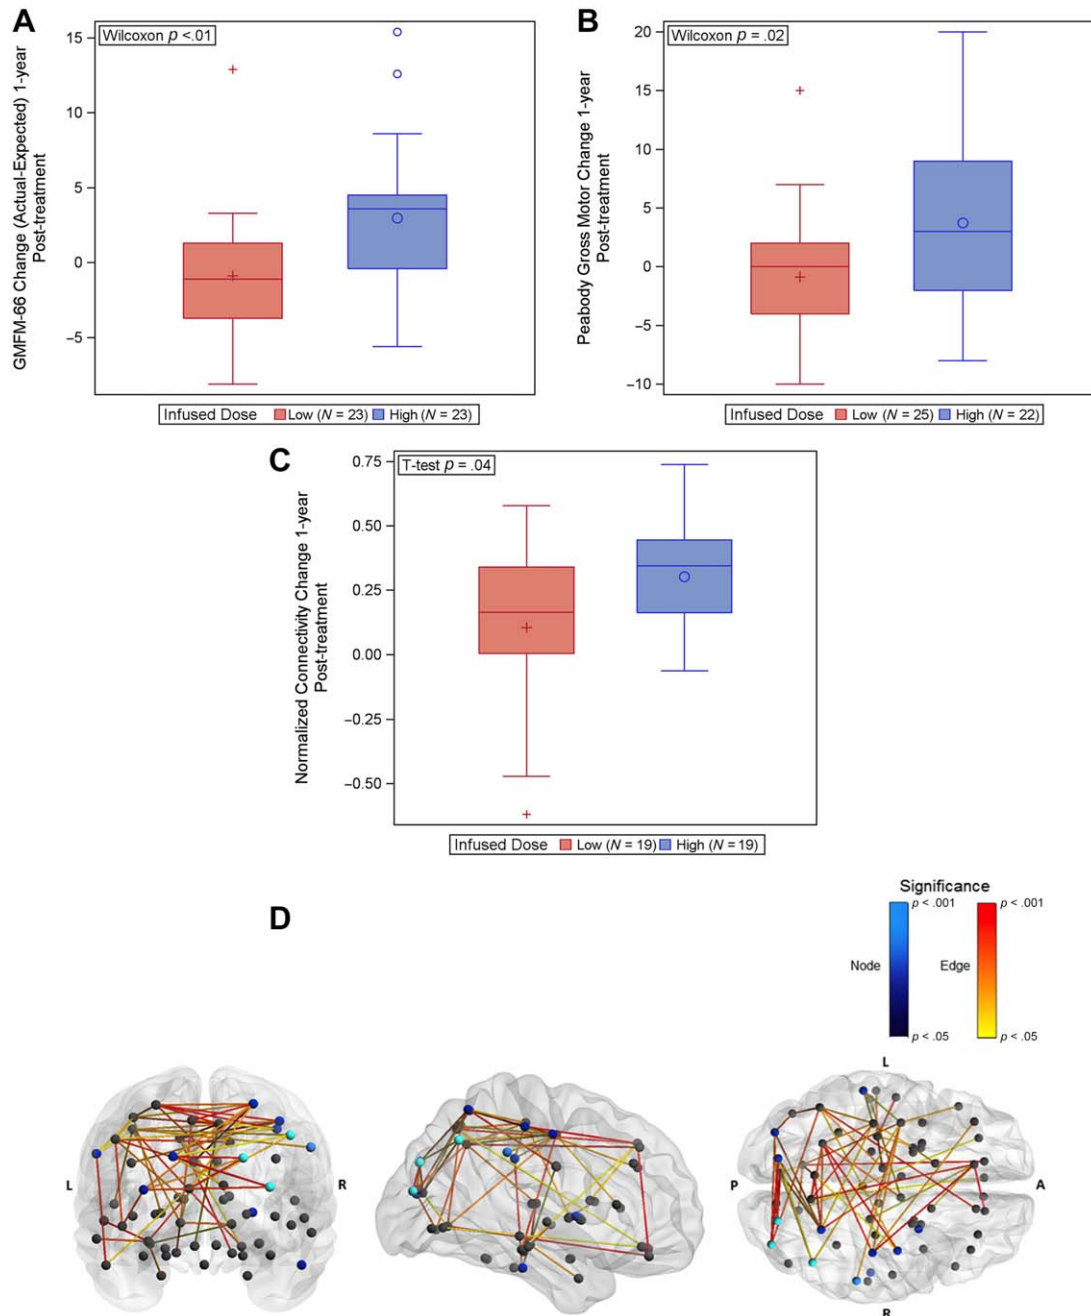 A
Wilcoxon p <.01
GMFM-66 Change (Actual-Expected) 1-year
Post-treatment
15
10
5
0
−5
Infused Dose Low (N = 23) High (N = 23)
B
Wilcoxon p = .02
Peabody Gross Motor Change 1-year
Post-treatment
20
15
10
5
0
−5
−10
Infused Dose Low (N = 25) High (N = 22)
C
T-test p = .04
Normalized Connectivity Change 1-year
Post-treatment
0.75
0.50
0.25
0.00
−0.25
−0.50
Infused Dose Low (N = 19) High (N = 19)
D
Significance
p < .001
p < .001
Node
Edge
p < .05
p < .05
L
R
L
P
A
R